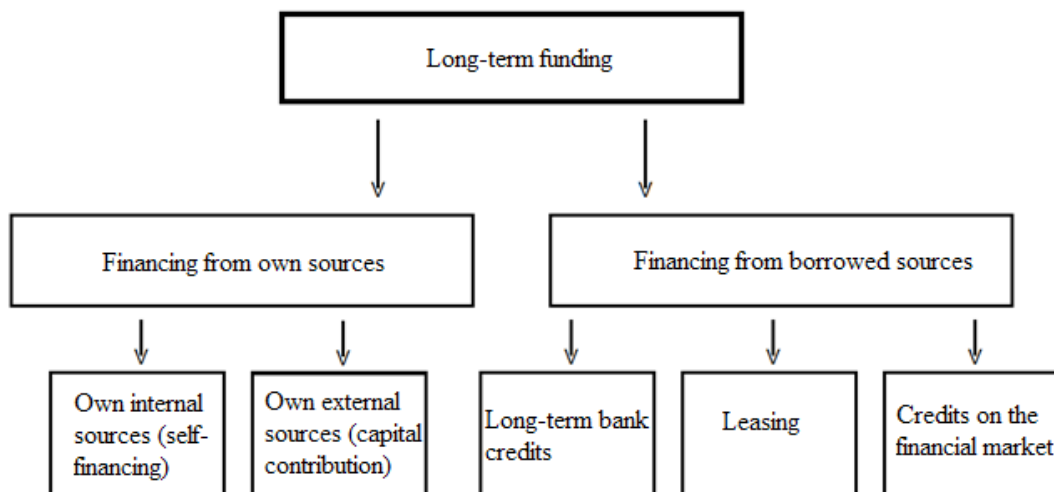 Long-term funding
Financing from own sources
Financing from borrowed sources
Own internal
sources (self-
financing)
Own external
sources (capital
contribution)
Long-term bank
credits
Leasing
Credits on the
financial market